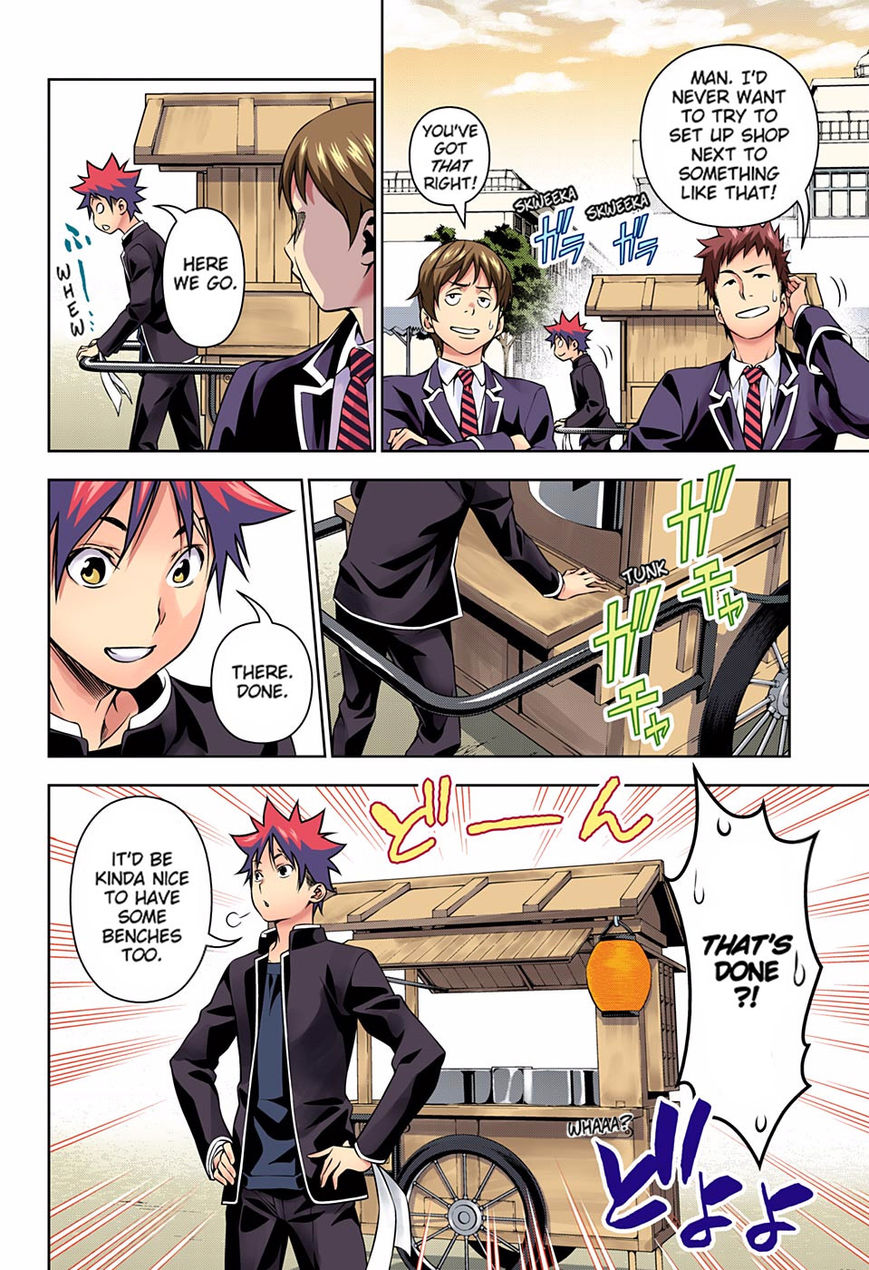 MAN. I'D
NEVER WANT
TO TRY TO
SET UP SHOP
NEXT TO
SOMETHING
LIKE THAT!
YOU'VE
GOT
THAT
RIGHT!
SKWEEKA
ガラ
SKWEEKA
ガラ
HERE
WE GO.
ふーー…
WHEW
ガチャ
TUNK
ガチャ
THERE.
DONE.
どーん
THAT'S
DONE
?!
IT'D BE
KINDA NICE
TO HAVE
SOME
BENCHES
TOO.
WHAAA?
どよよ